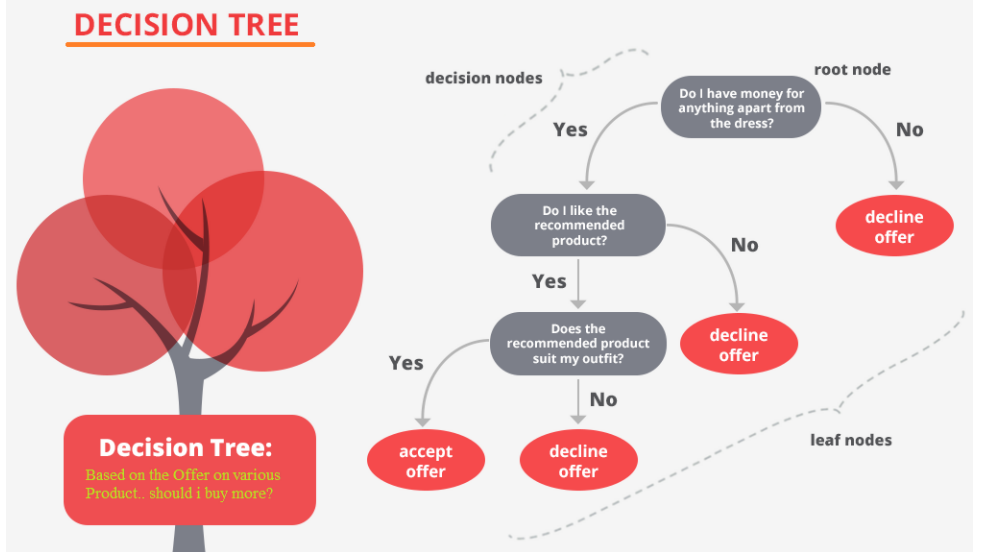 DECISION TREE
decision nodes
root node
Do I have money for
anything apart from
the dress?
Yes
No
Do I like the
recommended
product?
decline
offer
Yes
No
Does the
recommended product
suit my outfit?
decline
offer
Yes
No
accept
offer
decline
offer
leaf nodes
Decision Tree:
Based on the Offer on various
Product.. should i buy more?